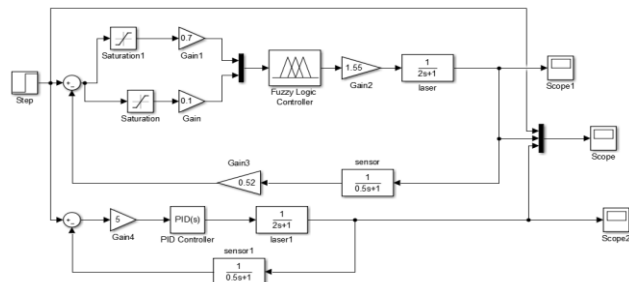 Saturation1
0.7
Gain1
Step
Saturation
0.1
Gain
Fuzzy Logic
Controller
1.55
Gain2
1
2s+1
laser
Scope1
Scope
Gain3
0.52
sensor
1
0.5s+1
5
Gain4
PID(s)
PID Controller
1
2s+1
laser1
Scope2
sensor1
1
0.5s+1